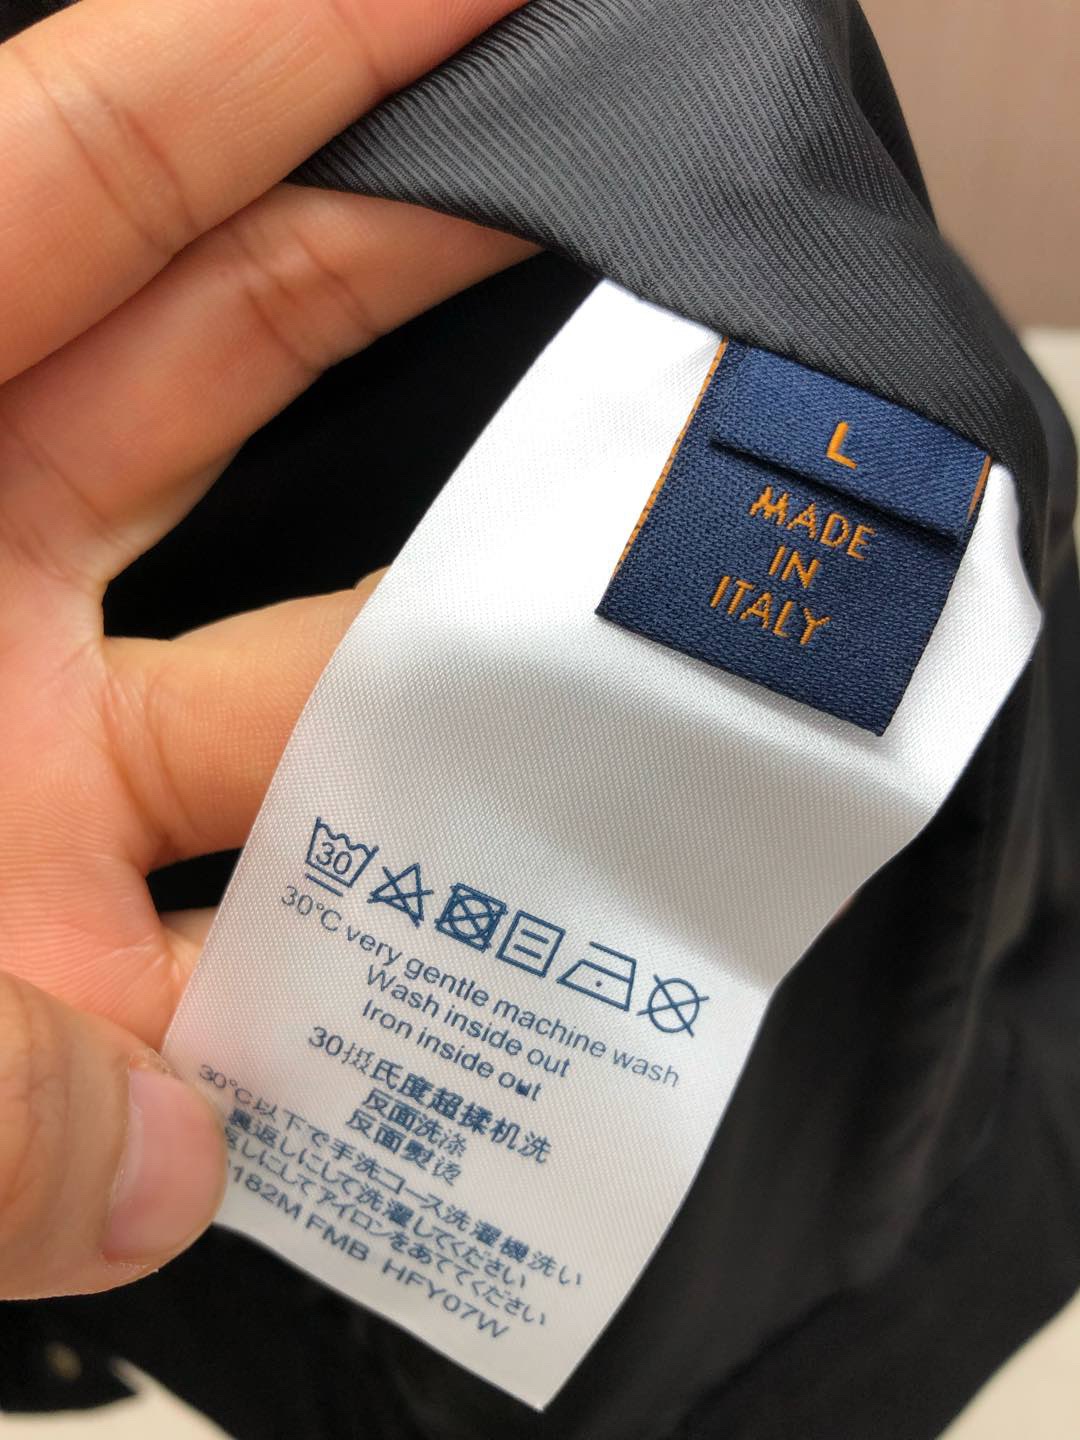 L
MADE
IN
ITALY
30
30°C very gentle machine wash
Wash inside out
Iron inside out
30摄氏度超揉机洗
反面洗涤
反面熨烫
30°C以下で手洗コース洗濯機洗い
裏返しにして洗濯してください
返しにしてアイロンをあててください
182M FMB HFY07W